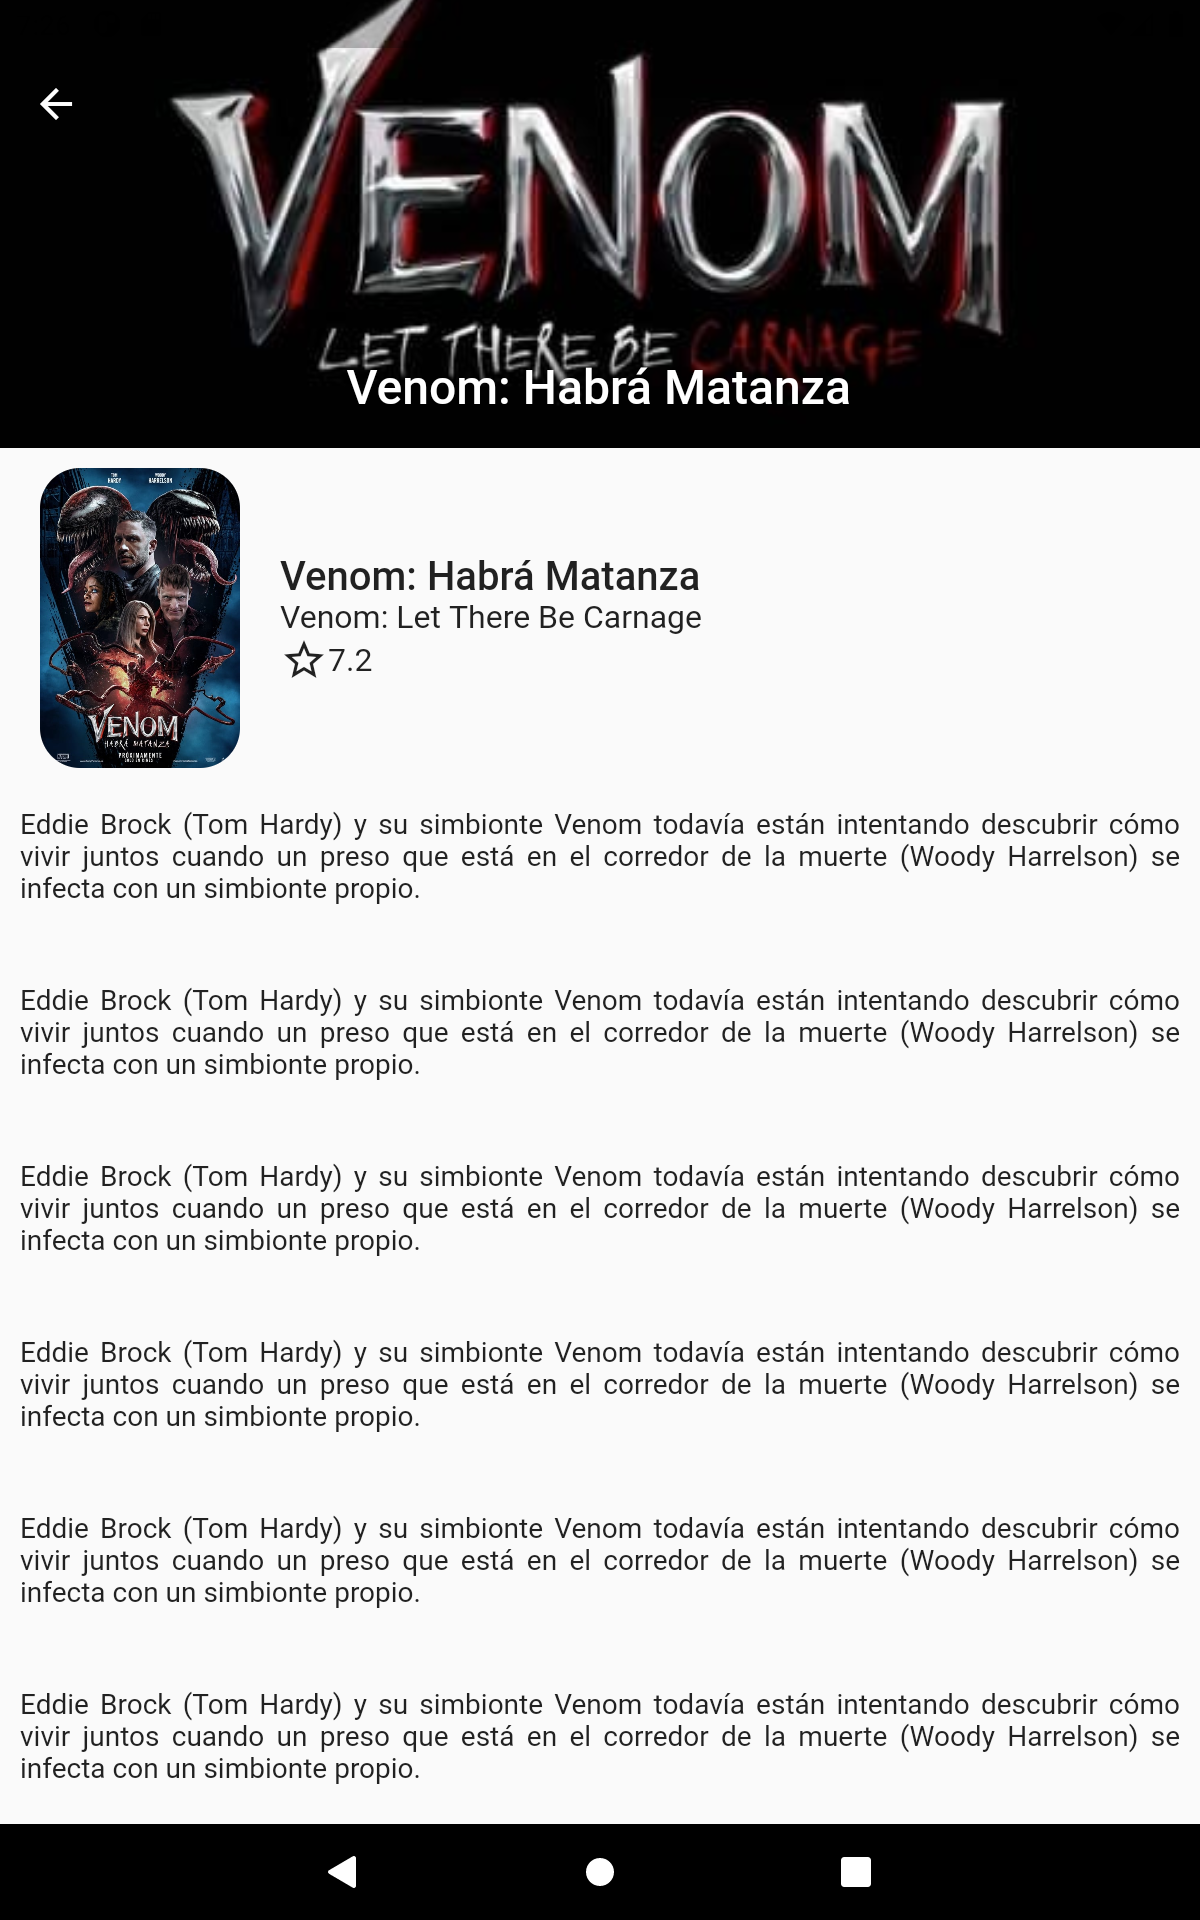 VENOM
LET THERE BE CARNAGE
Venom: Habrá Matanza
TOM HARDY
WOODY HARRELSON
VENOM
HABRÁ MATANZA
PRÓXIMAMENTE
SOLO EN CINES
Venom: Habrá Matanza
Venom: Let There Be Carnage
7.2
Eddie Brock (Tom Hardy) y su simbionte Venom todavía están intentando descubrir cómo
vivir juntos cuando un preso que está en el corredor de la muerte (Woody Harrelson) se
infecta con un simbionte propio.
Eddie Brock (Tom Hardy) y su simbionte Venom todavía están intentando descubrir cómo
vivir juntos cuando un preso que está en el corredor de la muerte (Woody Harrelson) se
infecta con un simbionte propio.
Eddie Brock (Tom Hardy) y su simbionte Venom todavía están intentando descubrir cómo
vivir juntos cuando un preso que está en el corredor de la muerte (Woody Harrelson) se
infecta con un simbionte propio.
Eddie Brock (Tom Hardy) y su simbionte Venom todavía están intentando descubrir cómo
vivir juntos cuando un preso que está en el corredor de la muerte (Woody Harrelson) se
infecta con un simbionte propio.
Eddie Brock (Tom Hardy) y su simbionte Venom todavía están intentando descubrir cómo
vivir juntos cuando un preso que está en el corredor de la muerte (Woody Harrelson) se
infecta con un simbionte propio.
Eddie Brock (Tom Hardy) y su simbionte Venom todavía están intentando descubrir cómo
vivir juntos cuando un preso que está en el corredor de la muerte (Woody Harrelson) se
infecta con un simbionte propio.